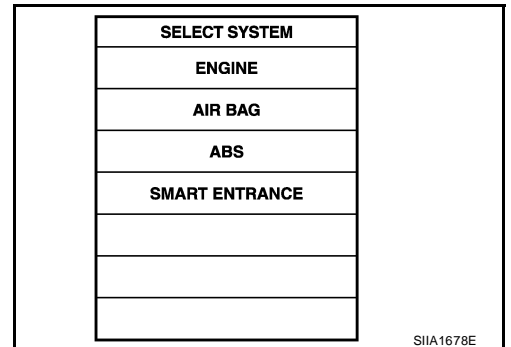 SELECT SYSTEM
ENGINE
AIR BAG
ABS
SMART ENTRANCE
SIIA1678E